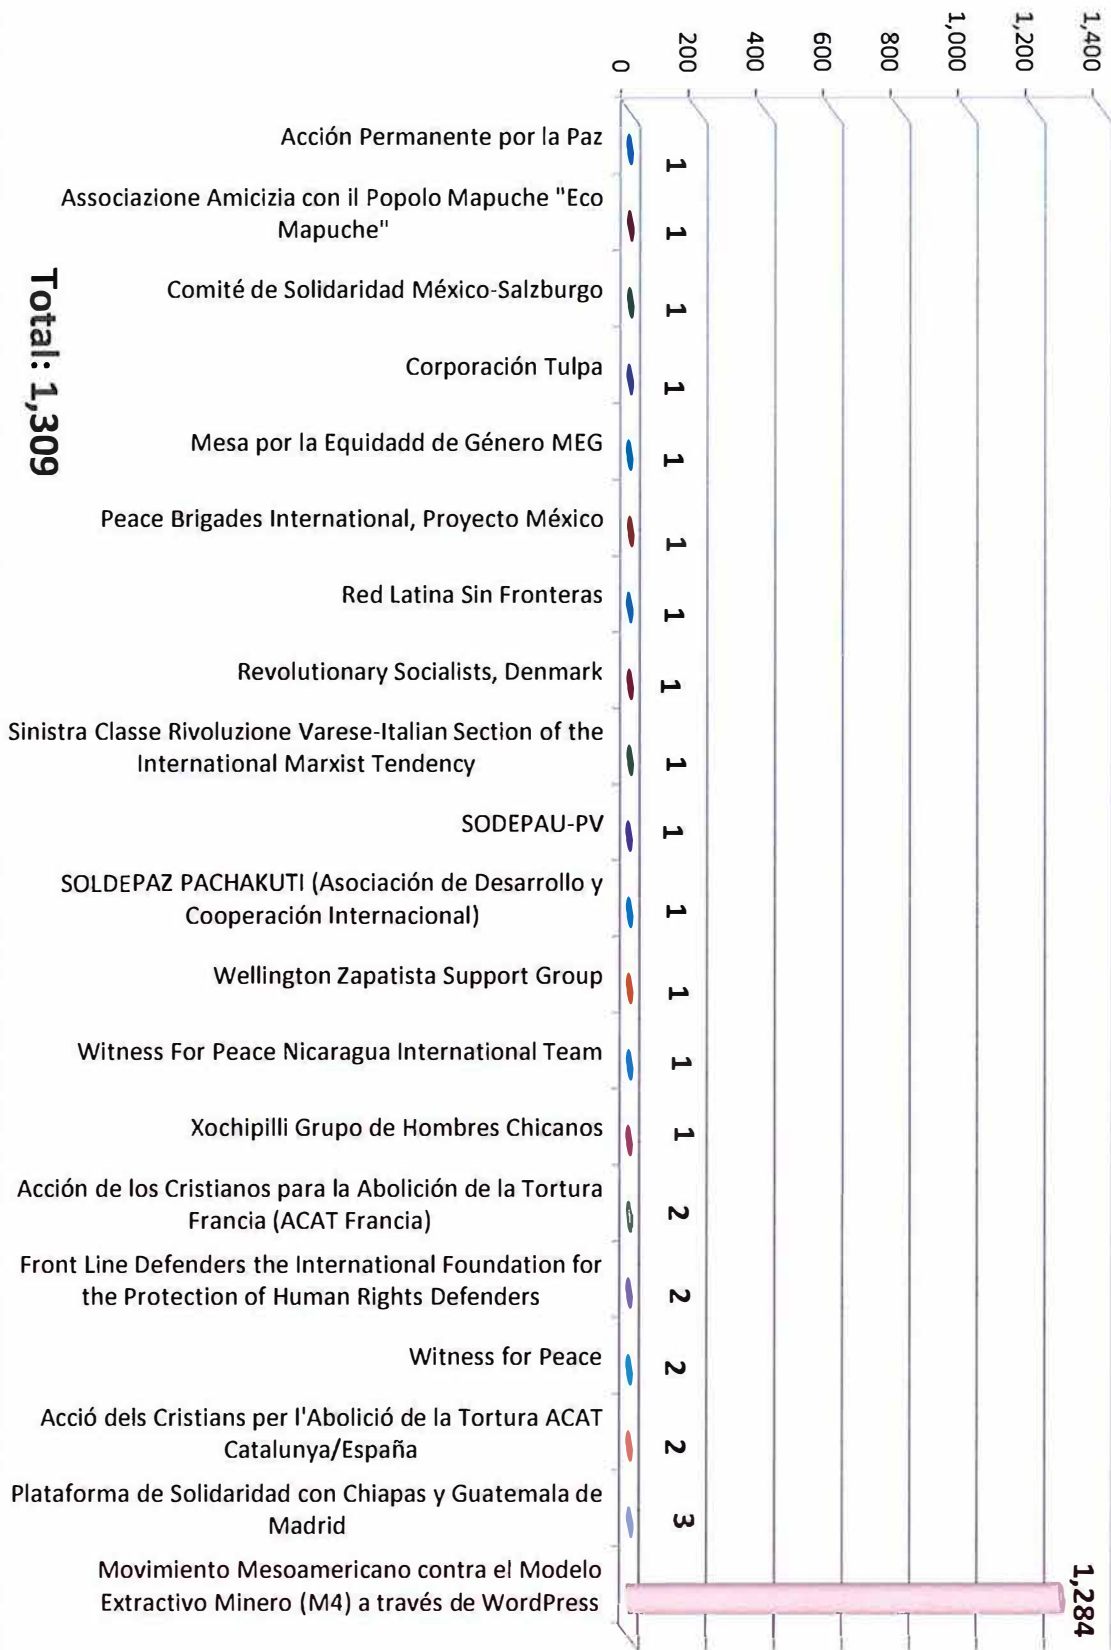 1,400
1,200
1,000
800
600
400
200
0
Acción Permanente por la Paz
1
Associazione Amicizia con il Popolo Mapuche "Eco
Mapuche"
1
Comité de Solidaridad México-Salzburgo
1
Corporación Tulpa
1
Mesa por la Equidadd de Género MEG
1
Peace Brigades International, Proyecto México
1
Red Latina Sin Fronteras
1
Revolutionary Socialists, Denmark
1
Sinistra Classe Rivoluzione Varese-Italian Section of the
International Marxist Tendency
1
SODEPAU-PV
1
SOLDEPAZ PACHAKUTI (Asociación de Desarrollo y
Cooperación Internacional)
1
Wellington Zapatista Support Group
1
Witness For Peace Nicaragua International Team
1
Xochipilli Grupo de Hombres Chicanos
1
Acción de los Cristianos para la Abolición de la Tortura
Francia (ACAT Francia)
2
Front Line Defenders the International Foundation for
the Protection of Human Rights Defenders
2
Witness for Peace
2
Acció dels Cristians per l'Abolició de la Tortura ACAT
Catalunya/España
2
Plataforma de Solidaridad con Chiapas y Guatemala de
Madrid
3
Movimiento Mesoamericano contra el Modelo
Extractivo Minero (M4) a través de WordPress
1,284
Total: 1,309